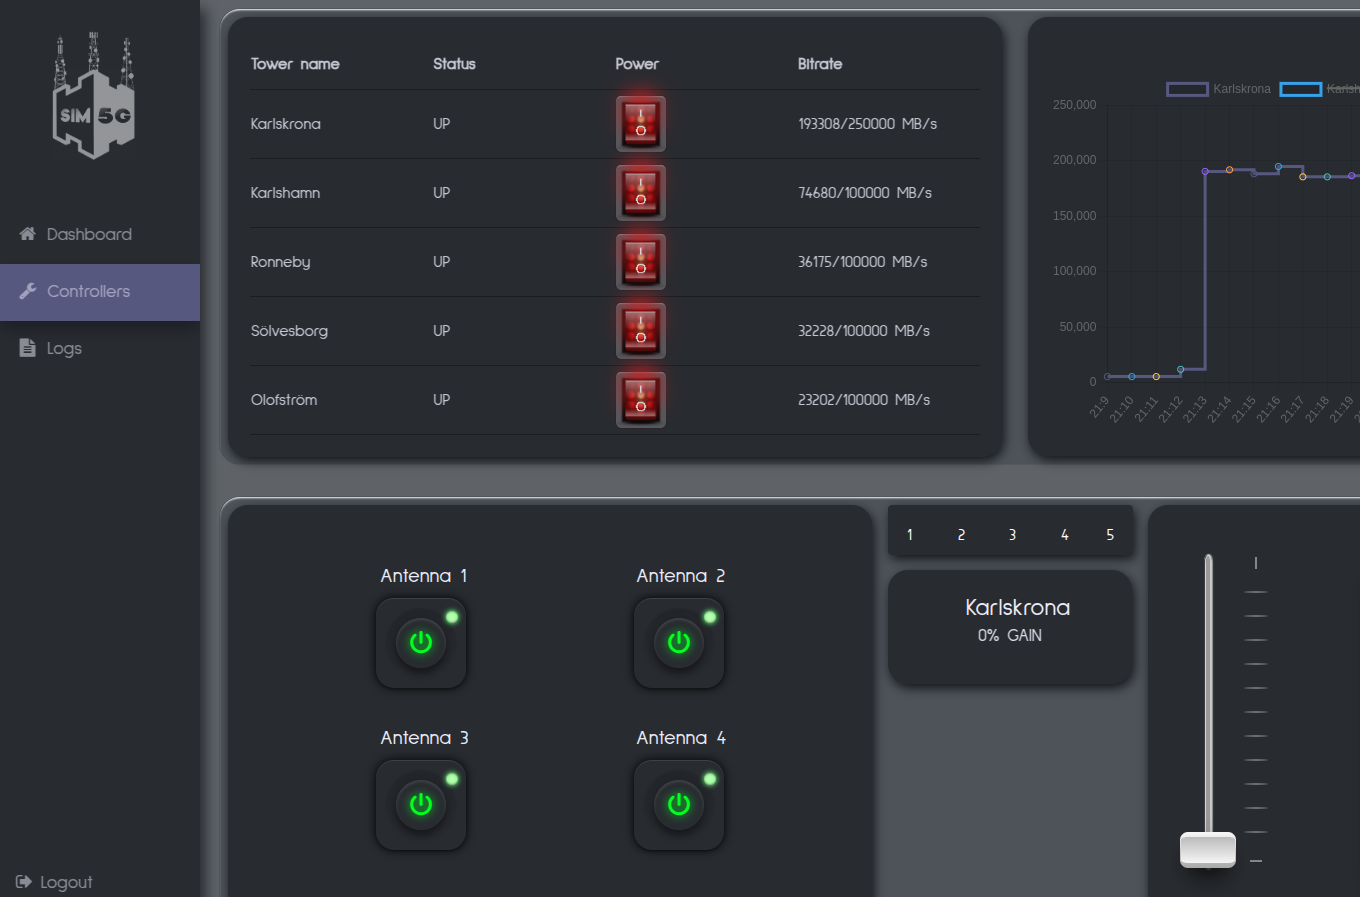 SIM 5G
Dashboard
Controllers
Logs
Logout
Tower name Status Power Bitrate
Karlskrona UP 193308/250000 MB/s
Karlshamn UP 74680/100000 MB/s
Ronneby UP 36175/100000 MB/s
Sölvesborg UP 32228/100000 MB/s
Olofström UP 23202/100000 MB/s
Karlskrona Karlsh
250,000
200,000
150,000
100,000
50,000
0
21:9 21:10 21:11 21:12 21:13 21:14 21:15 21:16 21:17 21:18 21:19
Antenna 1 Antenna 2
Antenna 3 Antenna 4
1 2 3 4 5
Karlskrona
0% GAIN